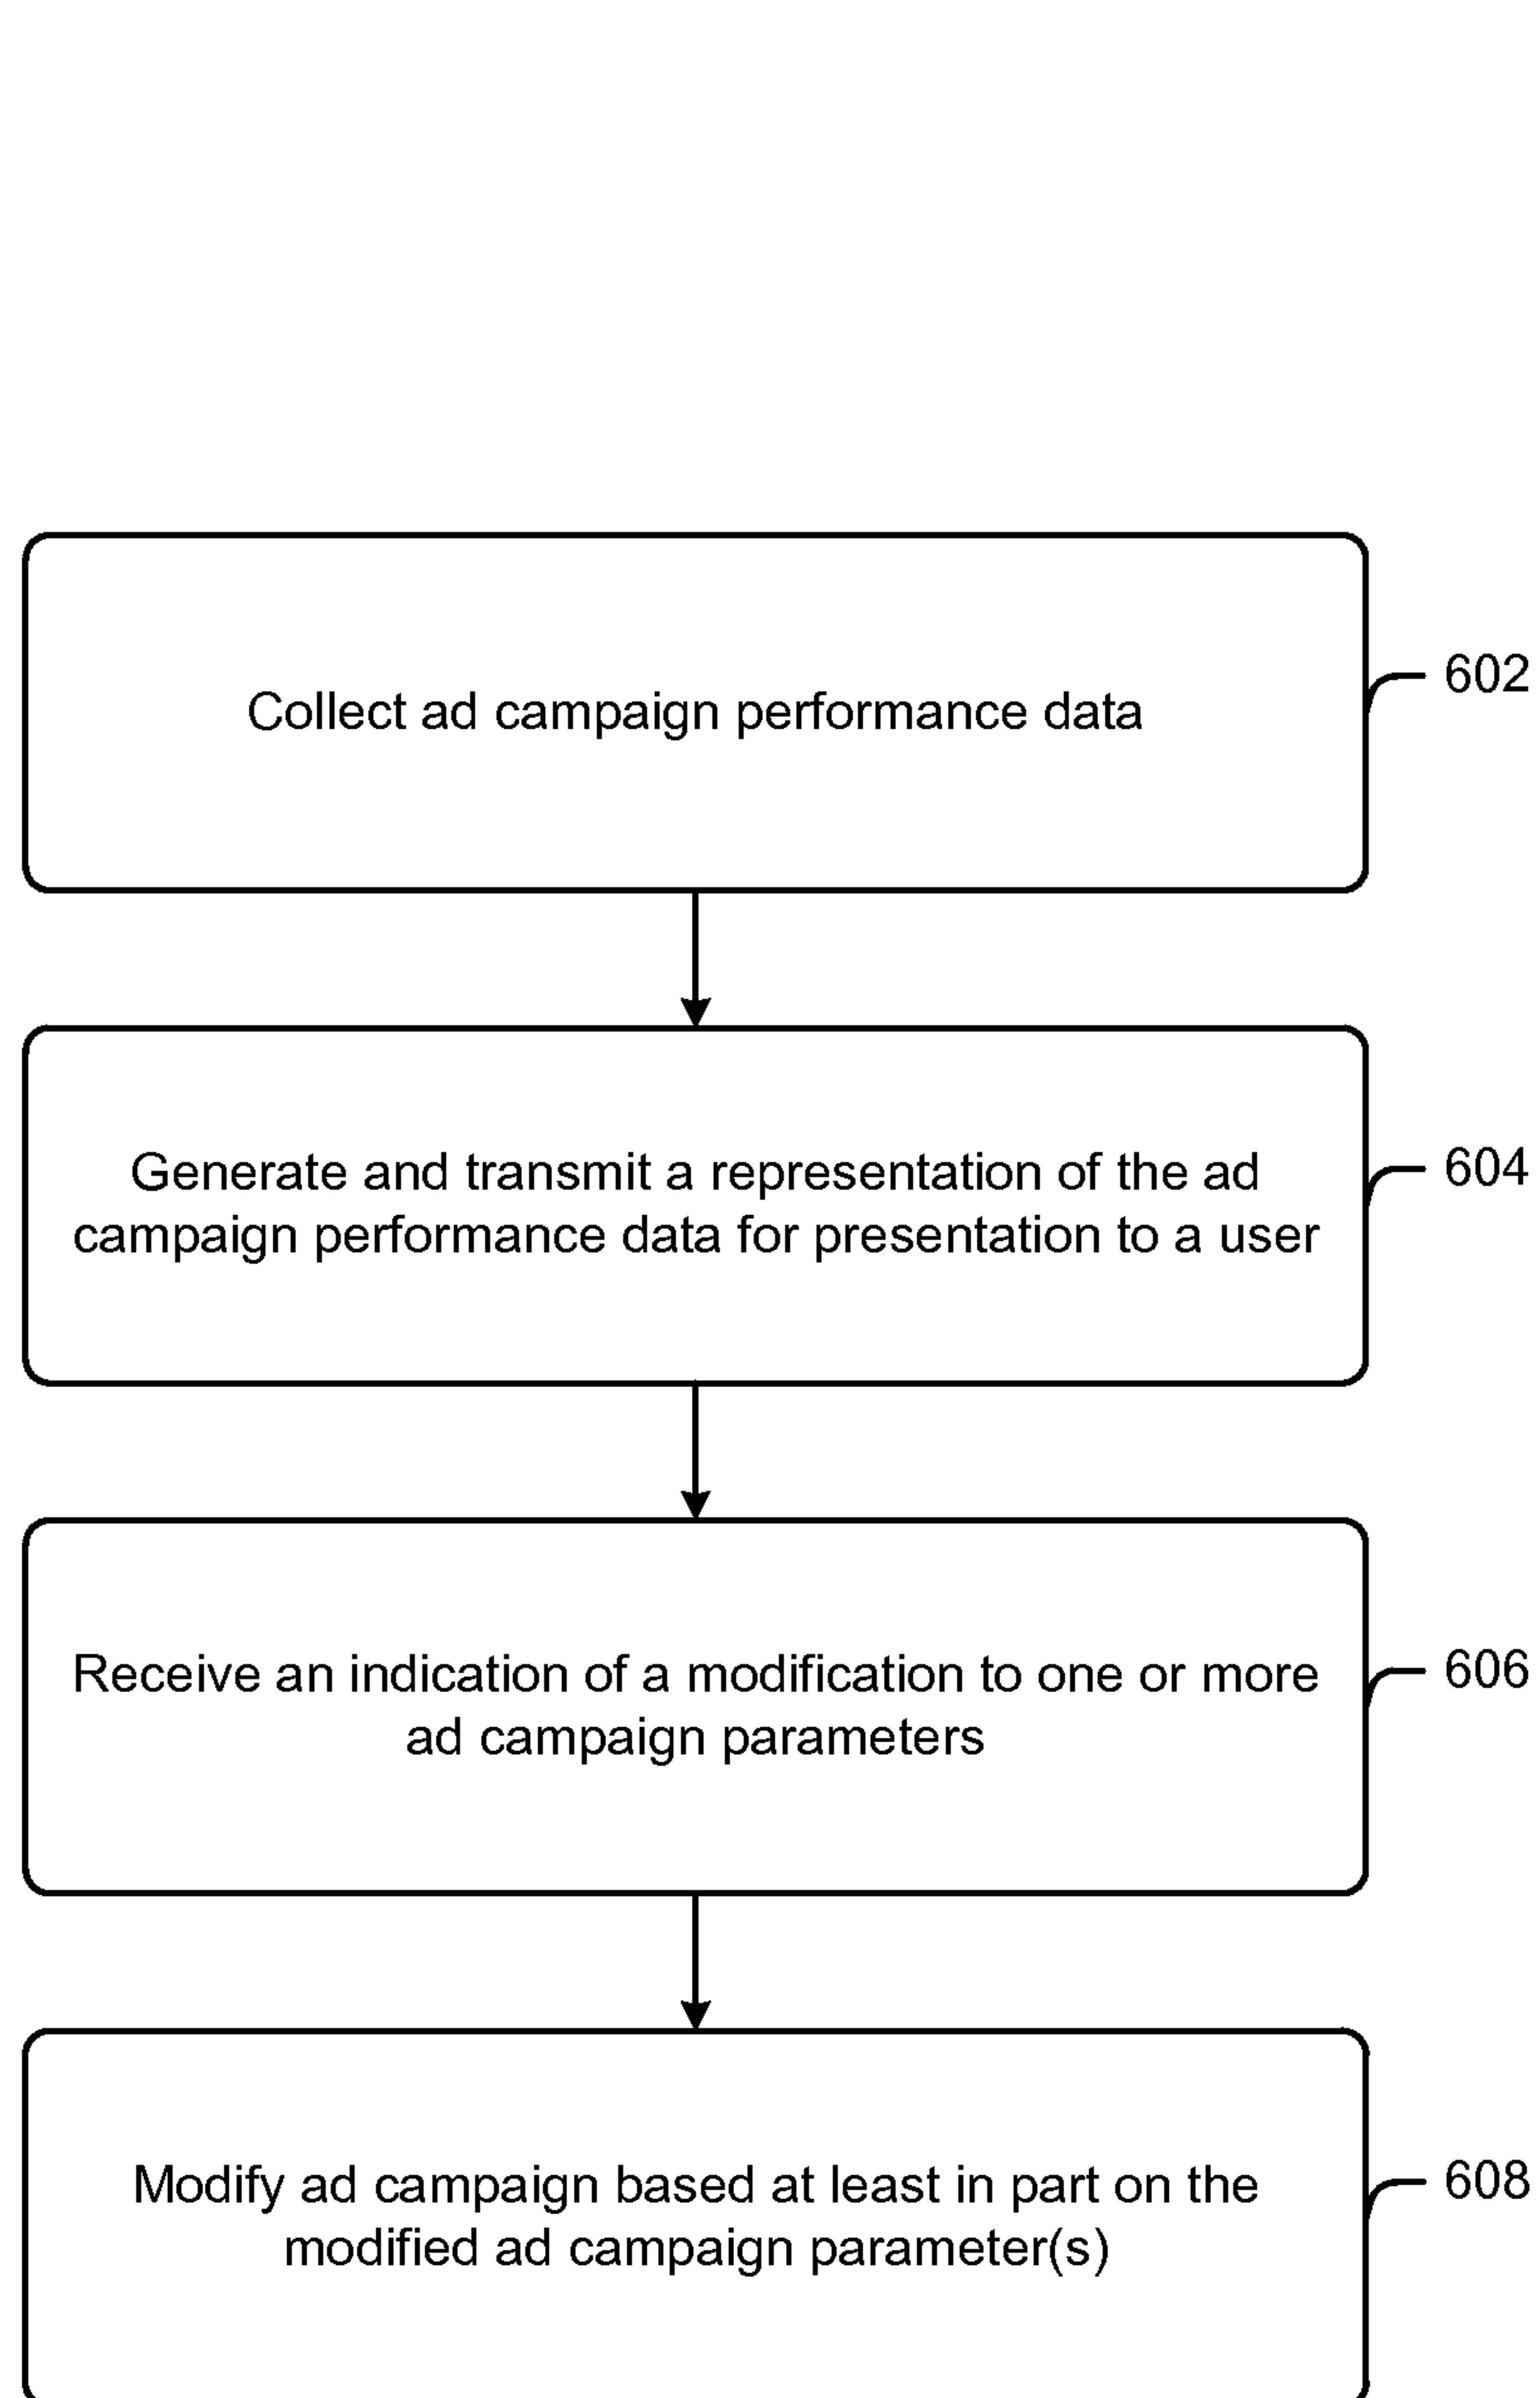 Collect ad campaign performance data
602
Generate and transmit a representation of the ad
campaign performance data for presentation to a user
604
Receive an indication of a modification to one or more
ad campaign parameters
606
Modify ad campaign based at least in part on the
modified ad campaign parameter(s)
608